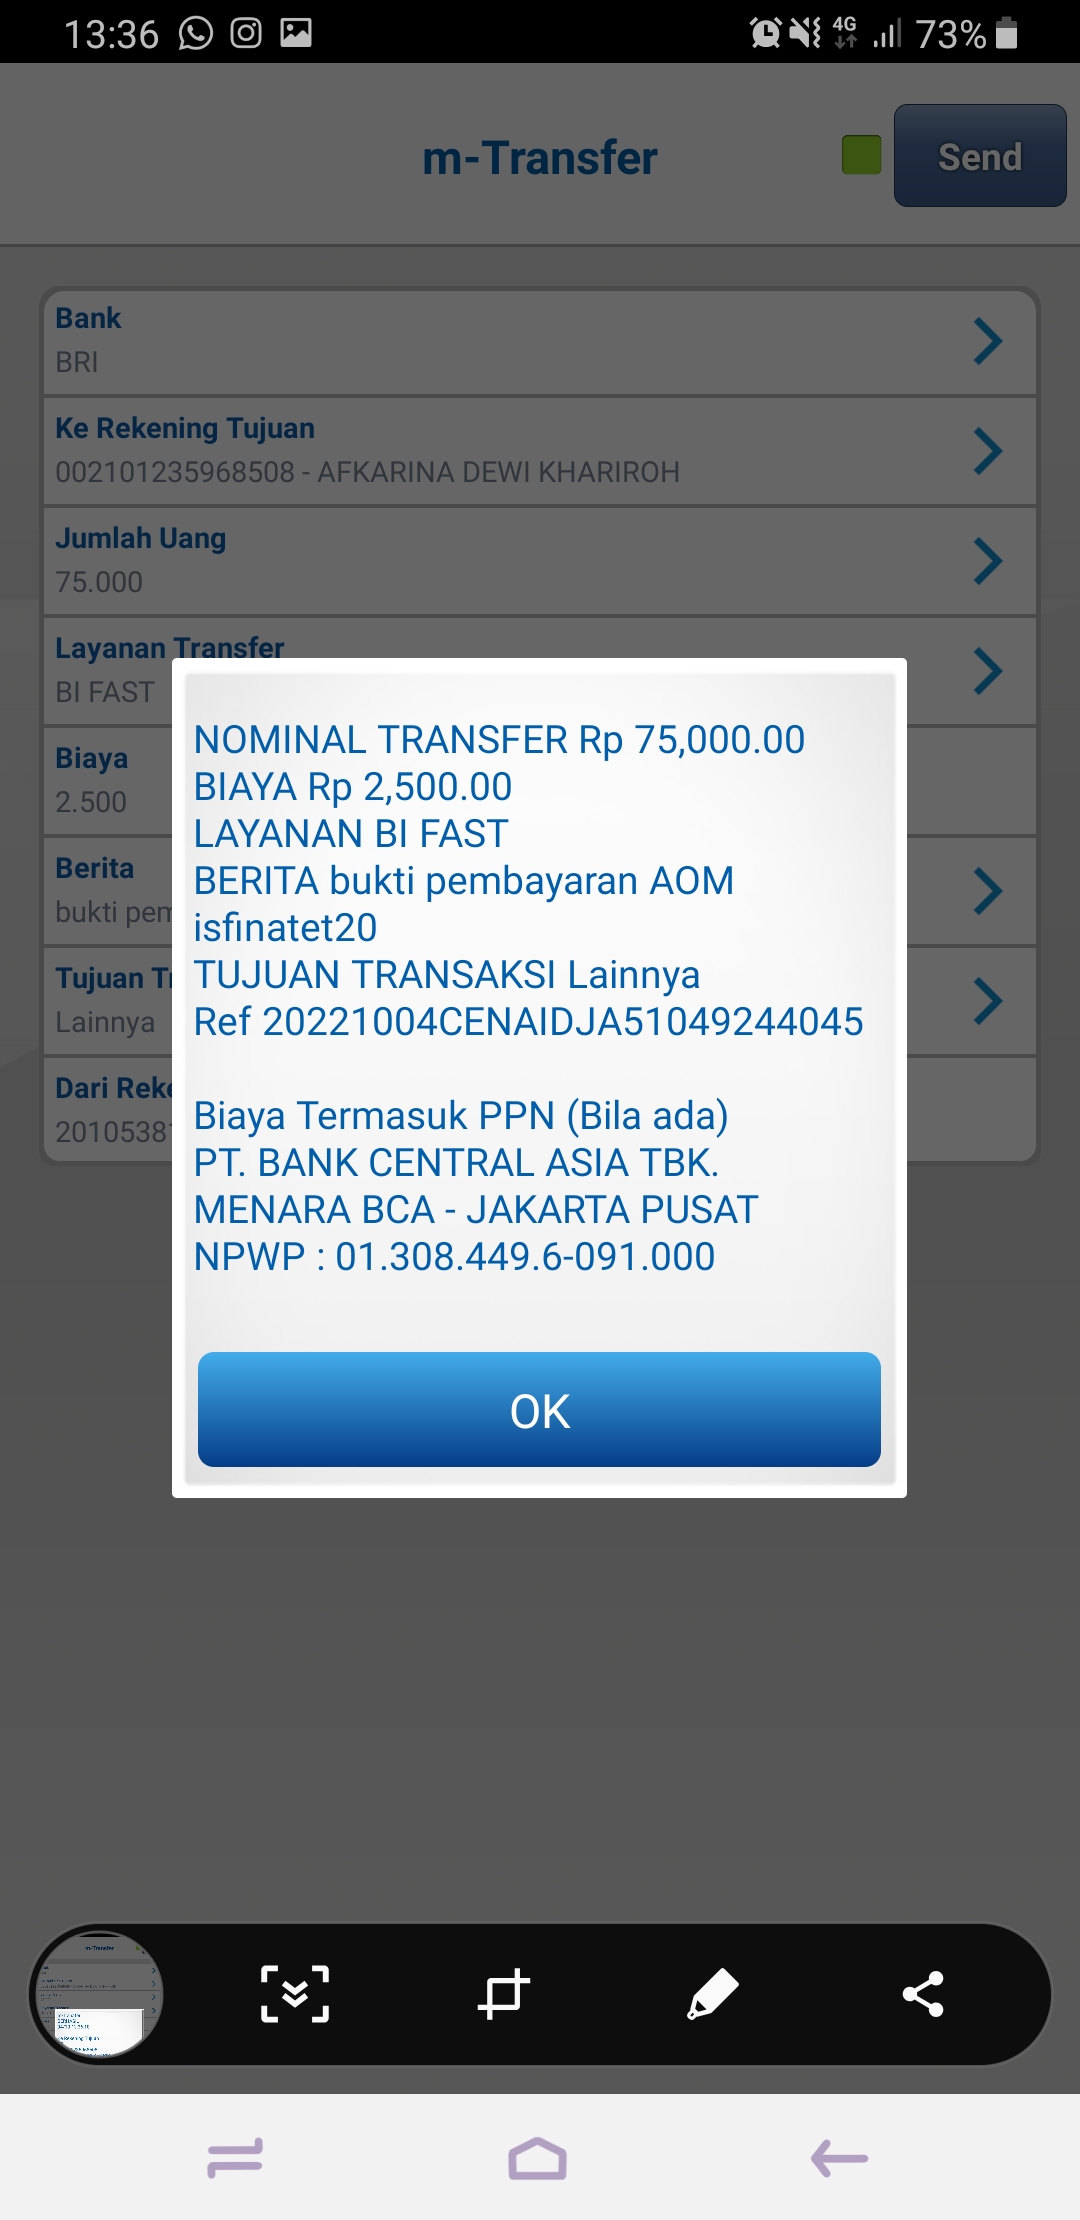 13:36
4G
73%
m-Transfer
Send
Bank
BRI
Ke Rekening Tujuan
002101235968508 - AFKARINA DEWI KHARIROH
Jumlah Uang
75.000
Layanan Transfer
BI FAST
Biaya
2.500
Berita
bukti pem
Tujuan
Lainnya
Dari
2010538
NOMINAL TRANSFER Rp 75,000.00
BIAYA Rp 2,500.00
LAYANAN BI FAST
BERITA bukti pembayaran AOM
isfinatet20
TUJUAN TRANSAKSI Lainnya
Ref 20221004CENAIDJA51049244045
Biaya Termasuk PPN (Bila ada)
PT. BANK CENTRAL ASIA TBK.
MENARA BCA - JAKARTA PUSAT
NPWP : 01.308.449.6-091.000
OK
m-Transfer